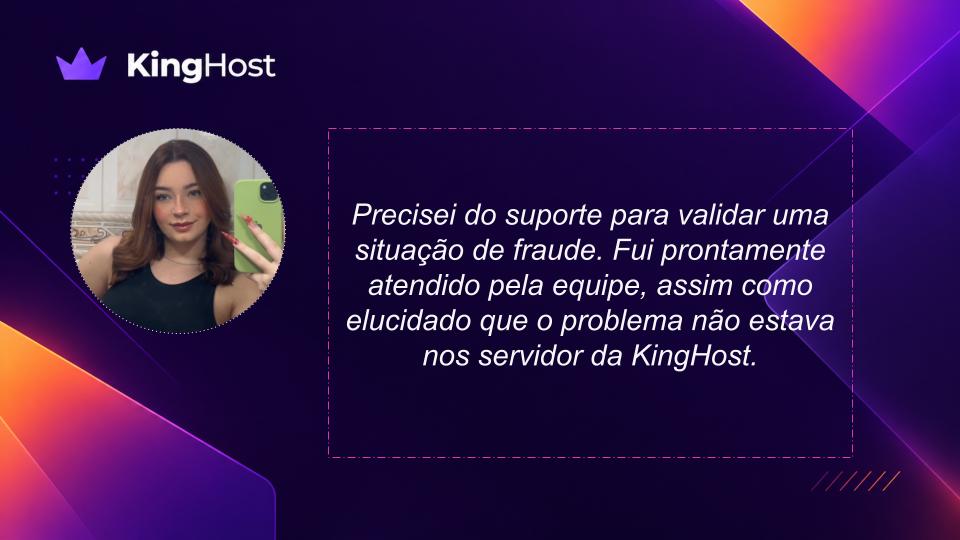 KingHost
Precisei do suporte para validar uma
situação de fraude. Fui prontamente
atendido pela equipe, assim como
elucidado que o problema não estava
nos servidor da KingHost.